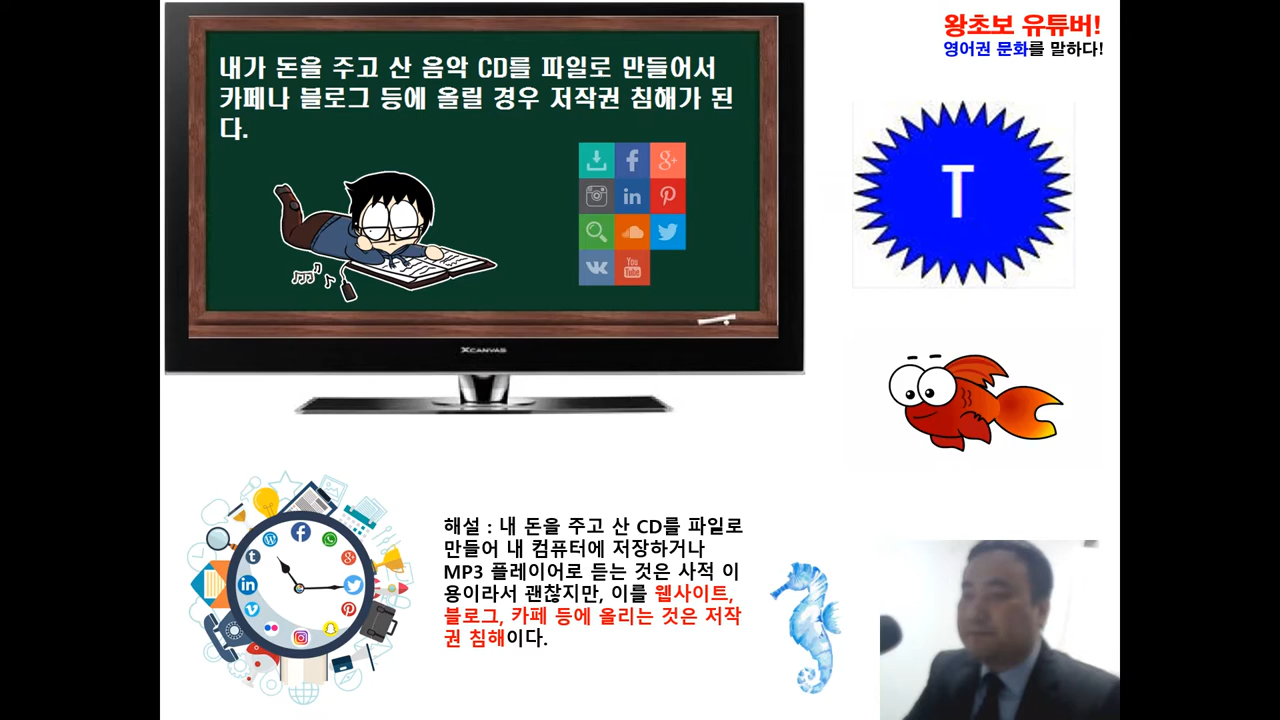 왕초보 유튜버!
영어권 문화를 말하다!
내가 돈을 주고 산 음악 CD를 파일로 만들어서
카페나 블로그 등에 올릴 경우 저작권 침해가 된
다.
f
g+
in
You
Tube
XCANVAS
T
해설 : 내 돈을 주고 산 CD를 파일로
만들어 내 컴퓨터에 저장하거나
MP3 플레이어로 듣는 것은 사적 이
용이라서 괜찮지만, 이를 웹사이트,
블로그, 카페 등에 올리는 것은 저작
권 침해이다.